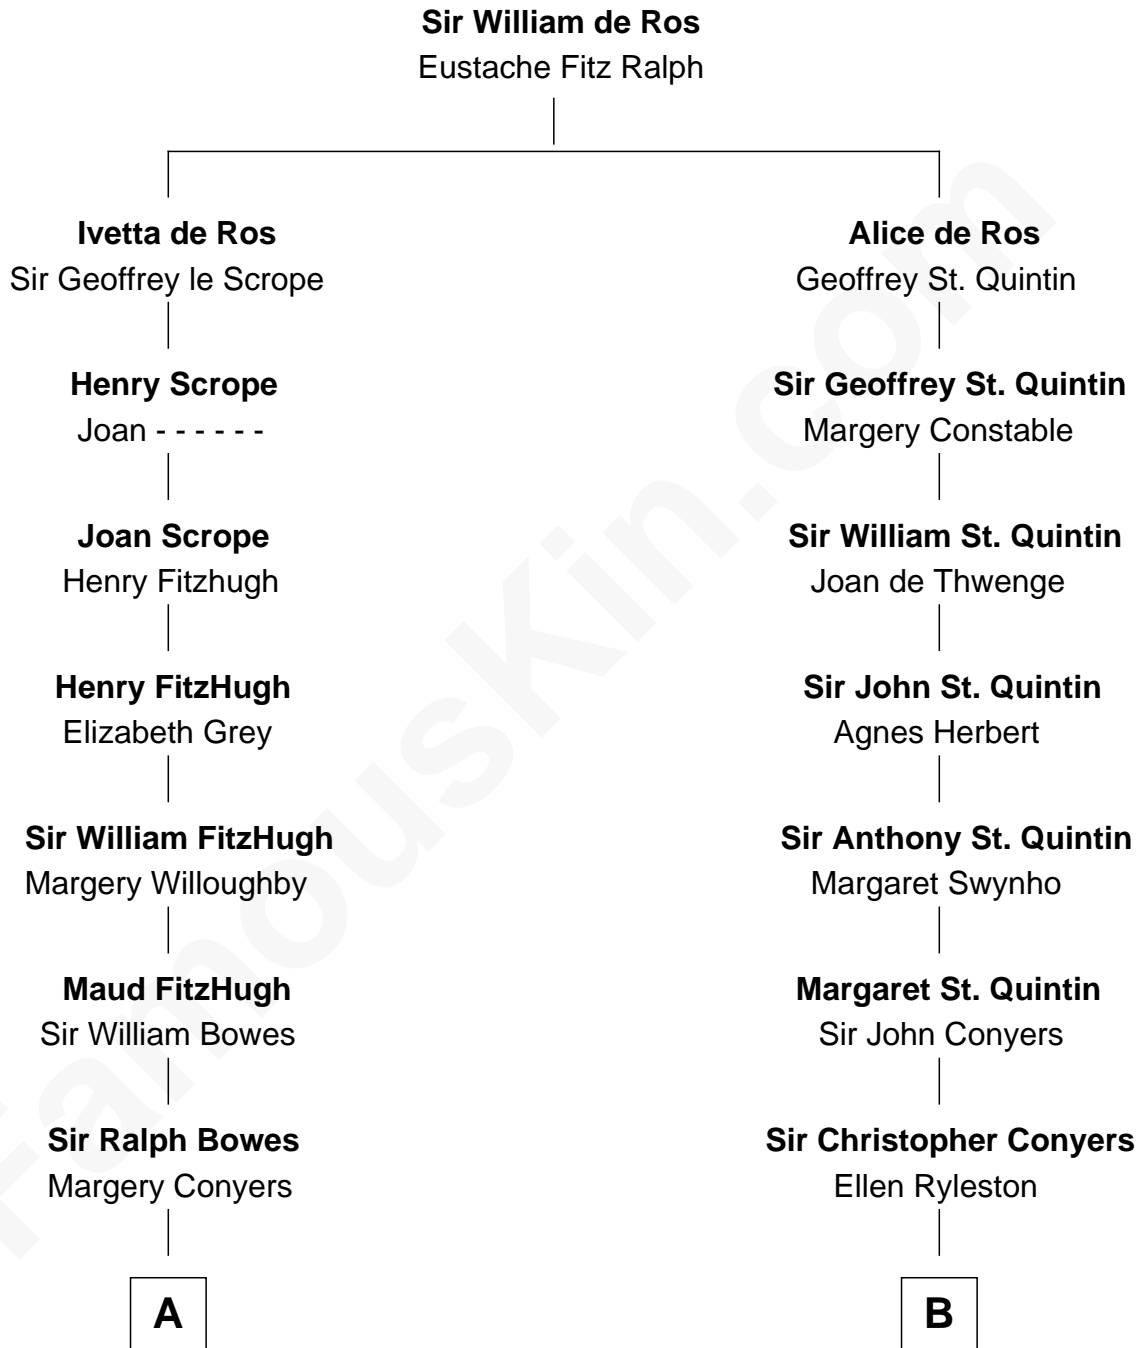 Sir William de Ros
Eustache Fitz Ralph
Ivetta de Ros
Sir Geoffrey le Scrope
Henry Scrope
Joan - - - - - -
Joan Scrope
Henry Fitzhugh
Henry FitzHugh
Elizabeth Grey
Sir William FitzHugh
Margery Willoughby
Maud FitzHugh
Sir William Bowes
Sir Ralph Bowes
Margery Conyers
A
Alice de Ros
Geoffrey St. Quintin
Sir Geoffrey St. Quintin
Margery Constable
Sir William St. Quintin
Joan de Thwenge
Sir John St. Quintin
Agnes Herbert
Sir Anthony St. Quintin
Margaret Swynho
Margaret St. Quintin
Sir John Conyers
Sir Christopher Conyers
Ellen Ryleston
B
FamousKin.com